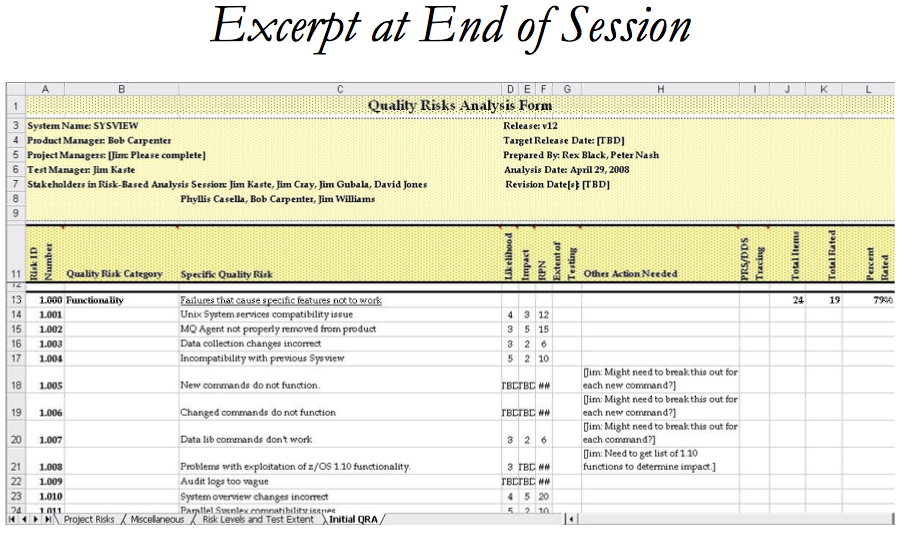 Excerpt at End of Session
A B C D E F G H I J K L
1 Quality Risks Analysis Form
3 System Name: SYSVIEW Release: v12
4 Product Manager: Bob Carpenter Target Release Date: [TBD]
5 Project Managers: [Jim: Please complete] Prepared By: Rex Black, Peter Nash
6 Test Manager: Jim Kaste Analysis Date: April 29, 2008
7 Stakeholders in Risk-Based Analysis Session: Jim Kaste, Jim Cray, Jim Gubala, David Jones Revision Date[s]: [TBD]
8 Phyllis Casella, Bob Carpenter, Jim Williams
9
11 Risk ID Number Quality Risk Category Specific Quality Risk Likelihood Impact RPN Extent of Testing Other Action Needed PRS/DDS Tracing Total Items Total Rated Percent Rated
12
13 1.000 Functionality Failures that cause specific features not to work 24 19 79%
14 1.001 Unix System services compatibility issue 4 3 12
15 1.002 MQ Agent not properly removed from product 3 5 15
16 1.003 Data collection changes incorrect 3 2 6
17 1.004 Incompatibility with previous Sysview 5 2 10
18 1.005 New commands do not function. TBD TBD ## [Jim: Might need to break this out for
each new command?]
19 1.006 Changed commands do not function TBD TBD ## [Jim: Might need to break this out for
each new command?]
20 1.007 Data lib commands don't work 3 2 6 [Jim: Might need to break this out for
each command?]
21 1.008 Problems with exploitation of z/OS 1.10 functionality. 3 TBD ## [Jim: Need to get list of 1.10
functions to determine impact.]
22 1.009 Audit logs too vague TBD TBD ##
23 1.010 System overview changes incorrect 4 5 20
24 1.011 Parallel Sysplex compatibility issues 5 2 10
Project Risks Miscellaneous Risk Levels and Test Extent Initial QRA